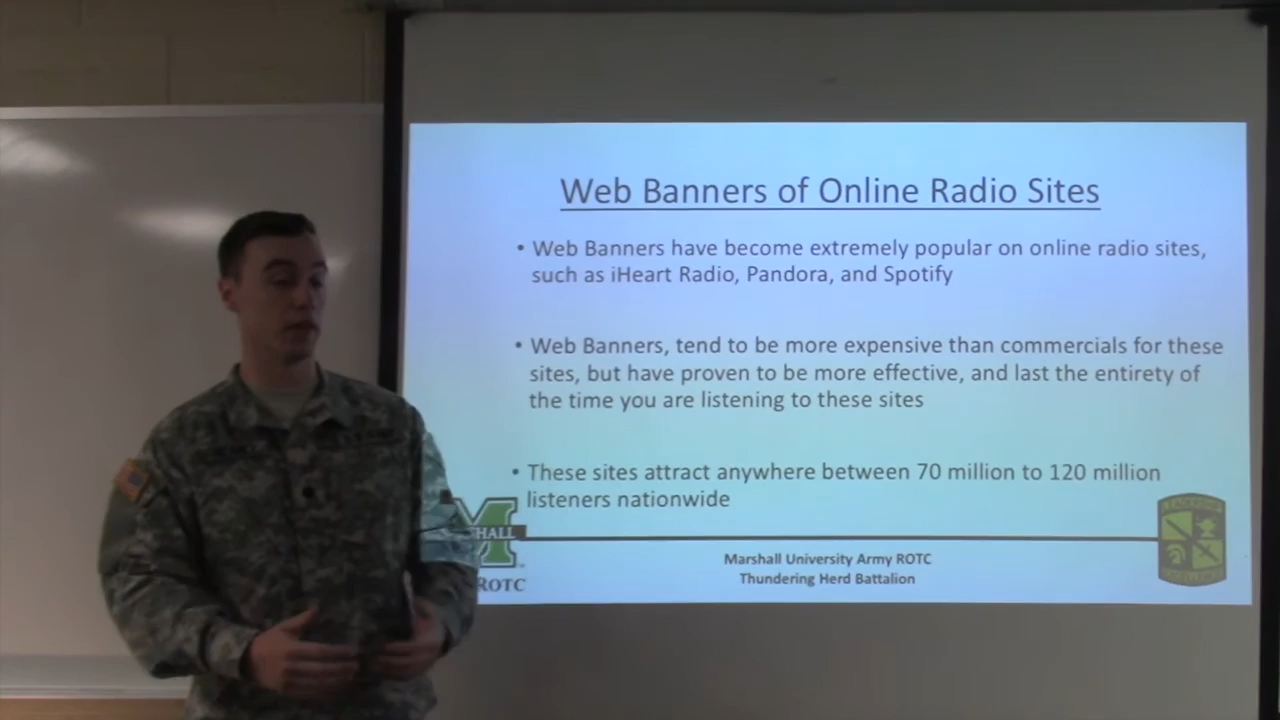 Web Banners of Online Radio Sites
• Web Banners have become extremely popular on online radio sites,
such as iHeart Radio, Pandora, and Spotify
• Web Banners, tend to be more expensive than commercials for these
sites, but have proven to be more effective, and last the entirety of
the time you are listening to these sites
• These sites attract anywhere between 70 million to 120 million
listeners nationwide
HALL
ROTC
Marshall University Army ROTC
Thundering Herd Battalion